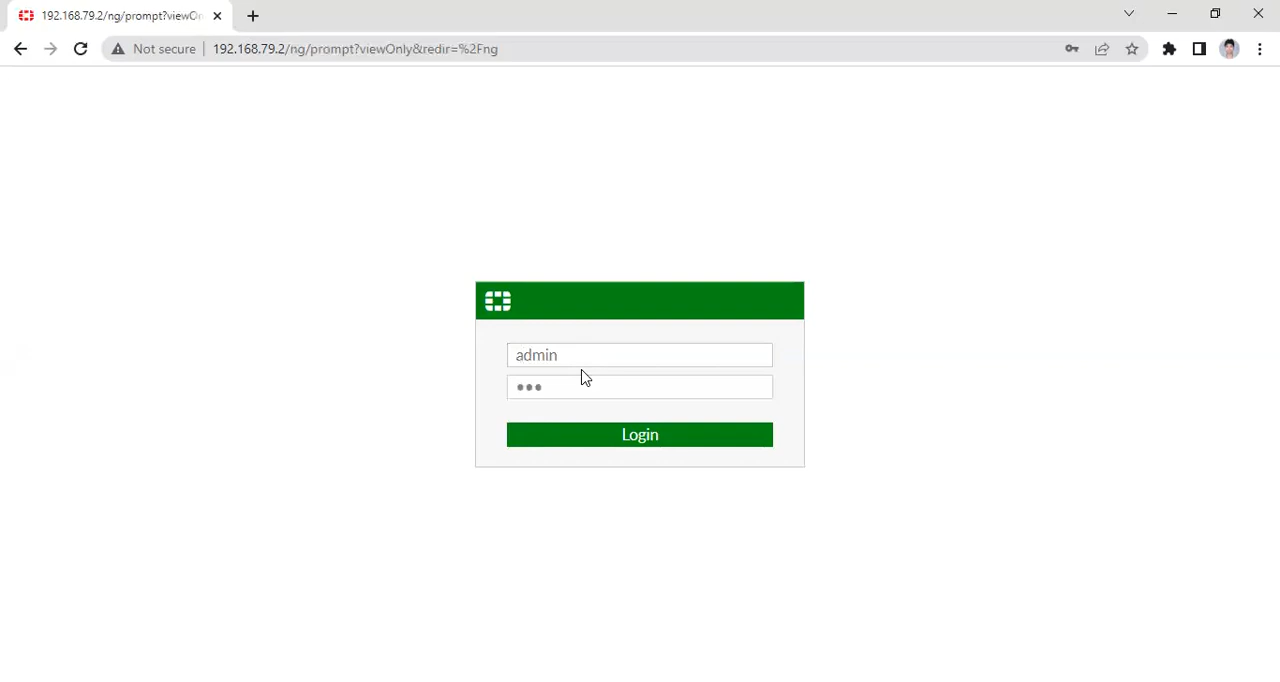 192.168.79.2/ng/prompt?viewO
Not secure
192.168.79.2/ng/prompt?viewOnly&redir=%2Fng
admin
•••
Login